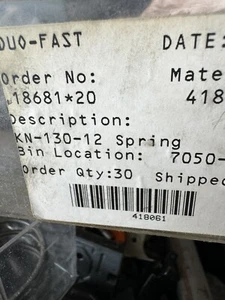 DUO-FAST DATE:
Order No: Mate
18681*20 418
Description:
KN-130-12 Spring
Bin Location: 7050-
Order Qty:30 Shipped
418061